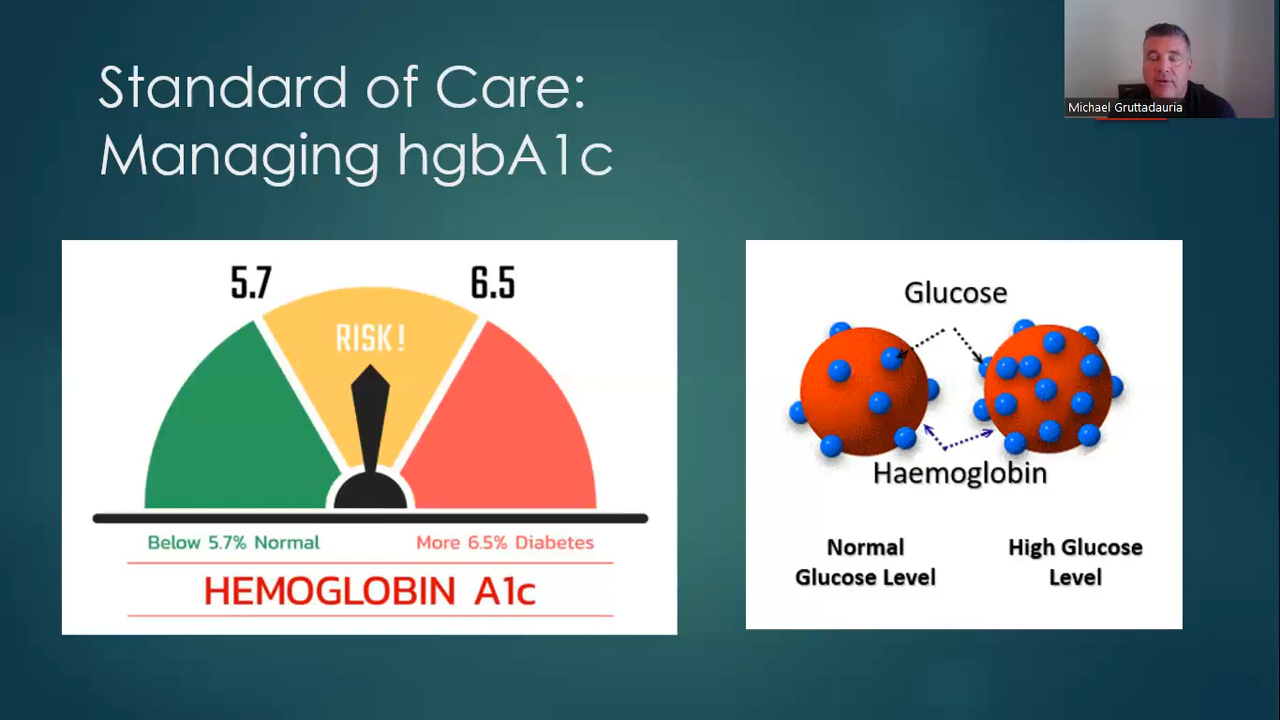 Standard of Care:
Managing hgbA1c
Michael Gruttadauria
5.7
6.5
RISK!
Below 5.7% Normal
More 6.5% Diabetes
HEMOGLOBIN A1c
Glucose
Haemoglobin
Normal
Glucose Level
High Glucose
Level